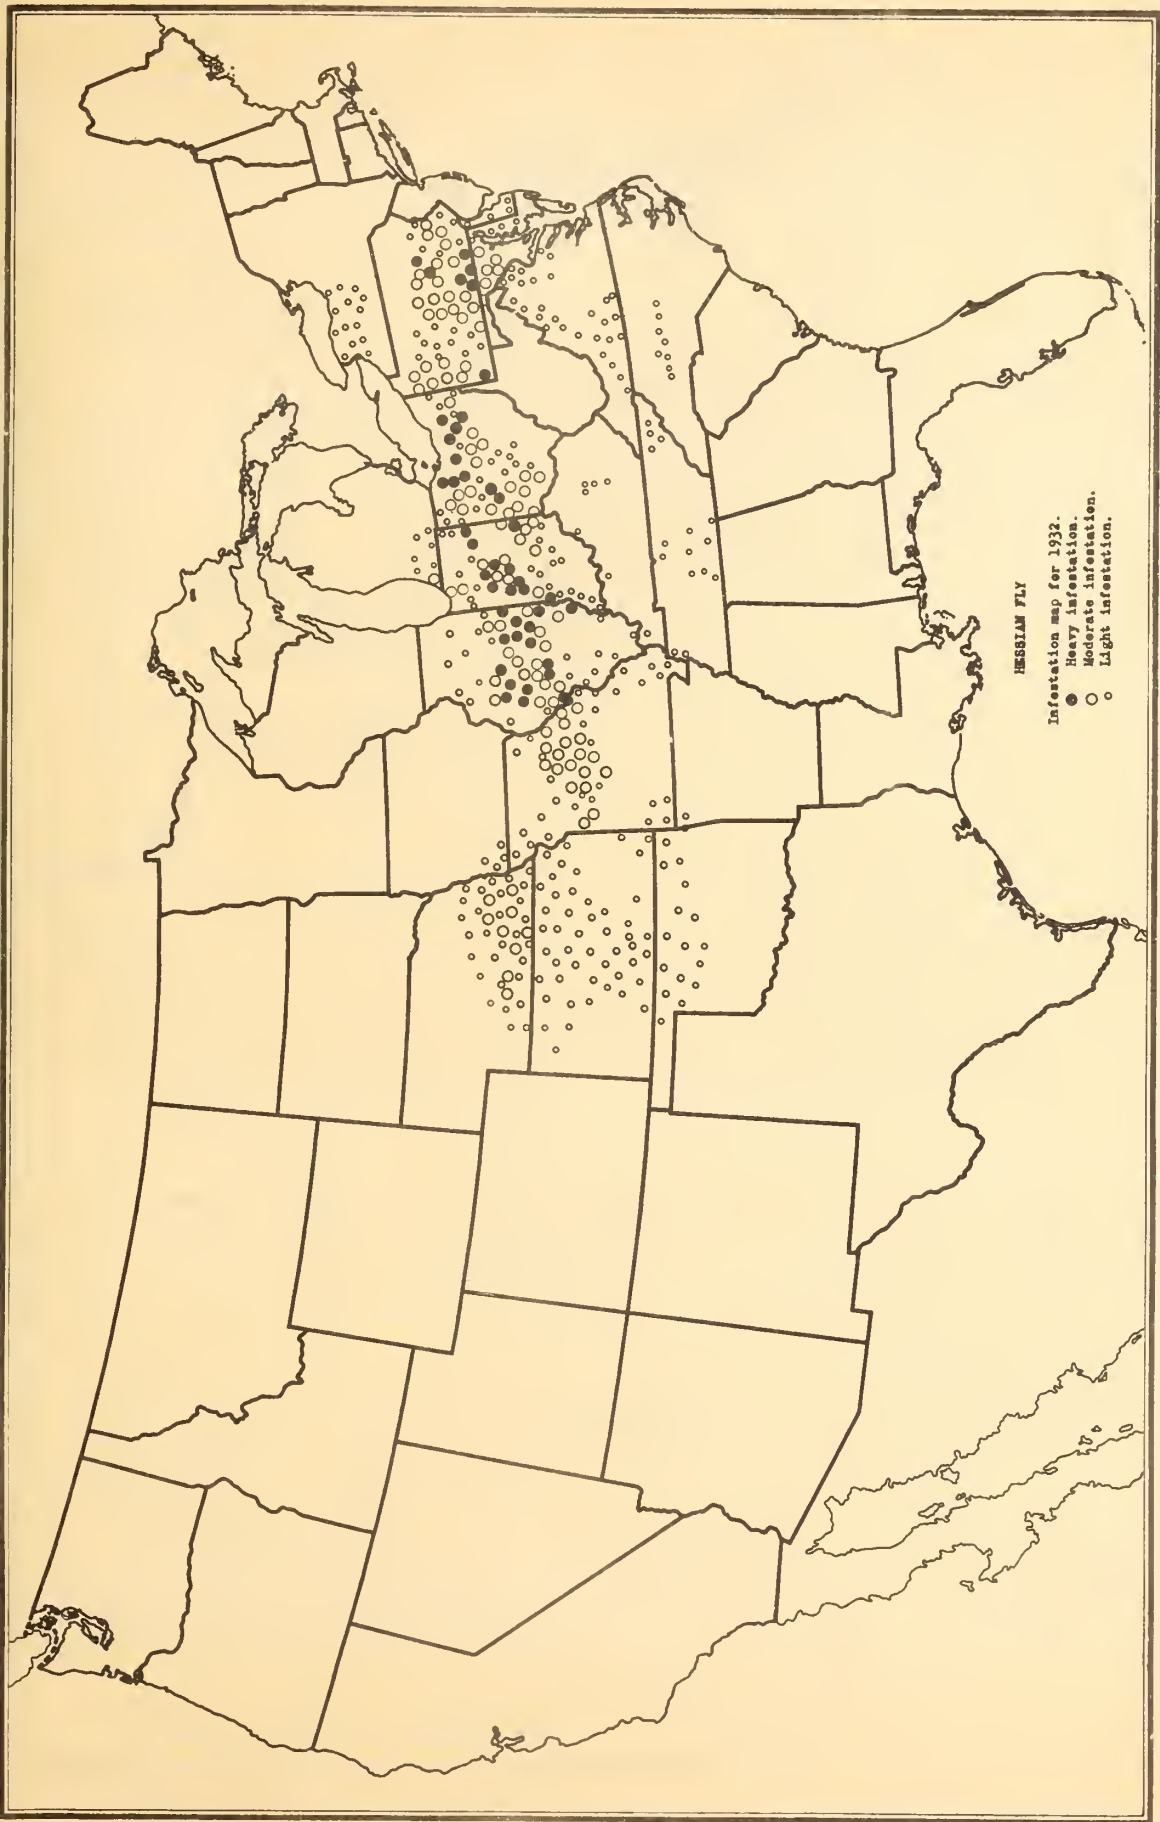 HESSIAN FLY
Infestation map for 1932.
Heavy infestation.
Moderate infestation.
Light infestation.